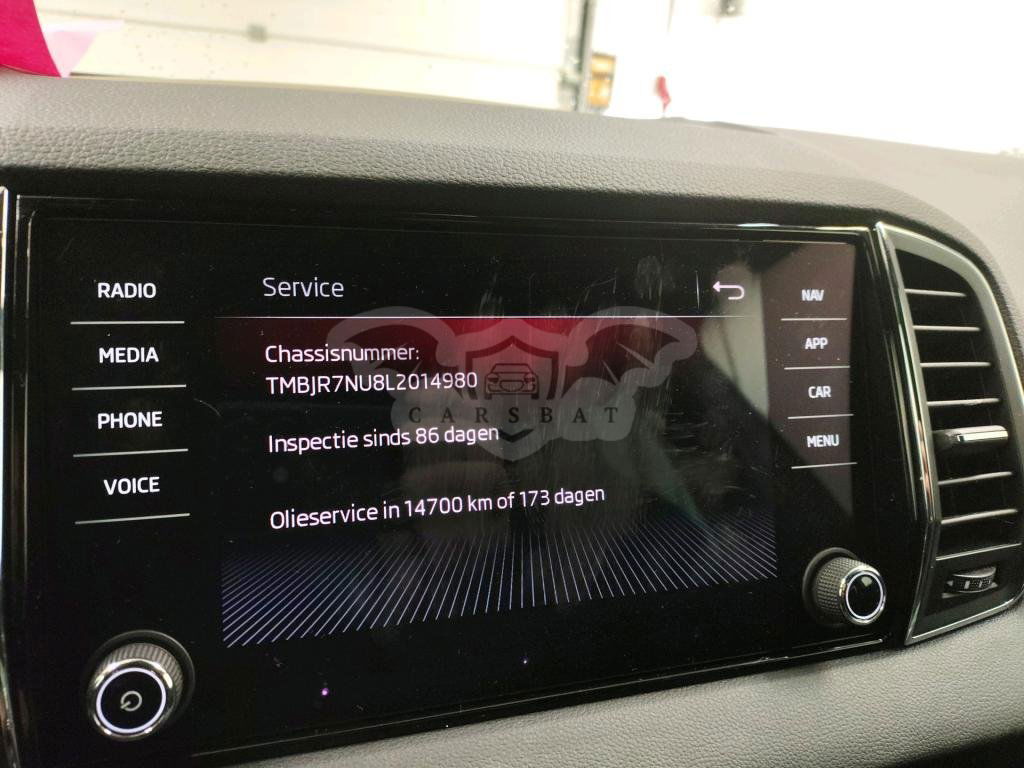 RADIO
MEDIA
PHONE
VOICE
Service
Chassisnummer:
TMBJR7NU8L2014980
Inspectie sinds 86 dagen
Olieservice in 14700 km of 173 dagen
NAV
APP
CAR
MENU
CARSBAT